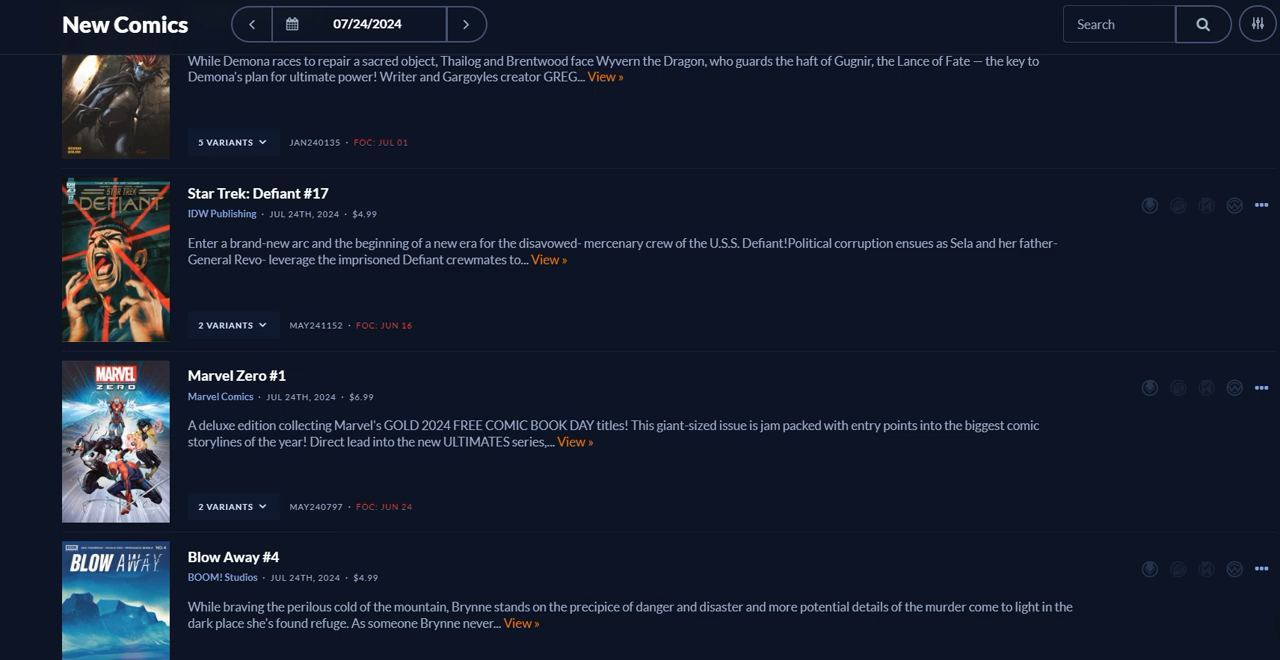 New Comics
07/24/2024
Search
While Demona races to repair a sacred object, Thailog and Brentwood face Wyvern the Dragon, who guards the haft of Gugnir, the Lance of Fate — the key to
Demona's plan for ultimate power! Writer and Gargoyles creator GREG... View »
5 VARIANTS
JAN240135 · FOC: JUL 01
STAR TREK
DEFIANT
Star Trek: Defiant #17
IDW Publishing · JUL 24TH, 2024 · $4.99
Enter a brand-new arc and the beginning of a new era for the disavowed- mercenary crew of the U.S.S. Defiant!Political corruption ensues as Sela and her father-
General Revo- leverage the imprisoned Defiant crewmates to... View »
2 VARIANTS
MAY241152 · FOC: JUN 16
MARVEL
ZERO
Marvel Zero #1
Marvel Comics · JUL 24TH, 2024 · $6.99
A deluxe edition collecting Marvel's GOLD 2024 FREE COMIC BOOK DAY titles! This giant-sized issue is jam packed with entry points into the biggest comic
storylines of the year! Direct lead into the new ULTIMATES series,... View »
2 VARIANTS
MAY240797 · FOC: JUN 24
BLOW AWAY
Blow Away #4
BOOM! Studios · JUL 24TH, 2024 · $4.99
While braving the perilous cold of the mountain, Brynne stands on the precipice of danger and disaster and more potential details of the murder come to light in the
dark place she's found refuge. As someone Brynne never... View »